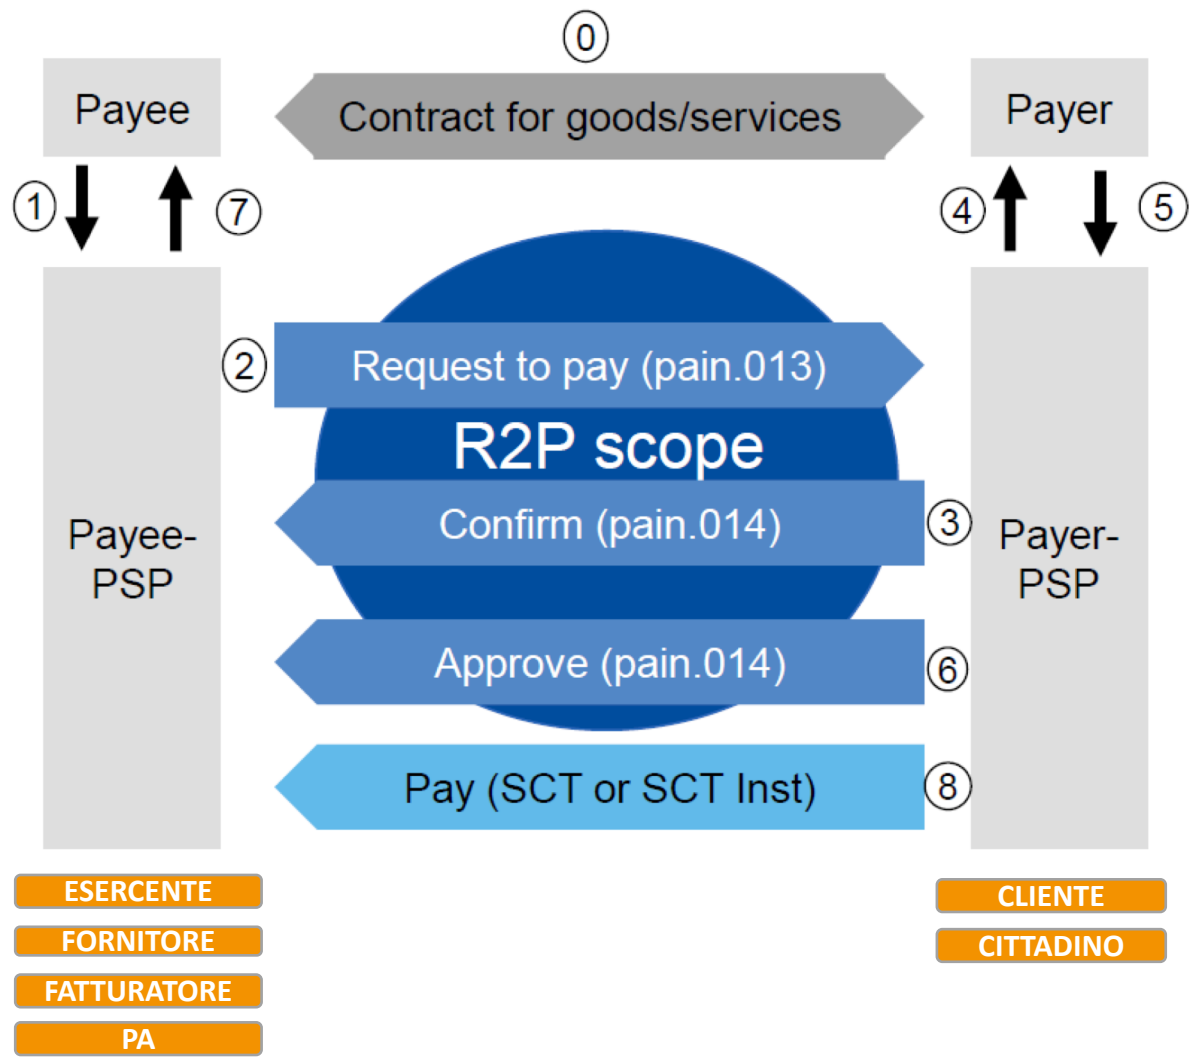 0
Payee
Contract for goods/services
Payer
1
7
4
5
2
Request to pay (pain.013)
R2P scope
Confirm (pain.014)
3
Payee-
PSP
Payer-
PSP
Approve (pain.014)
6
Pay (SCT or SCT Inst)
8
ESERCENTE
FORNITORE
FATTURATORE
PA
CLIENTE
CITTADINO